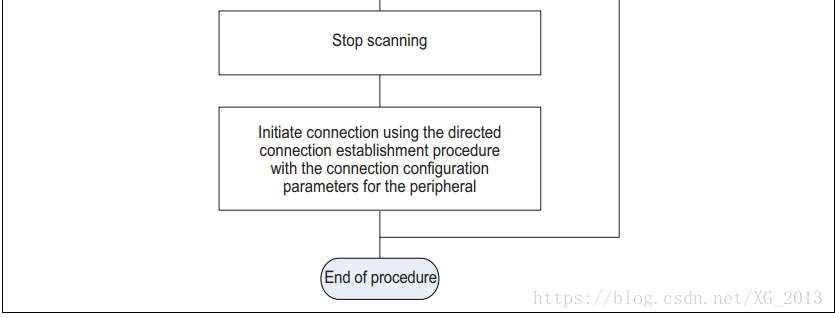 Stop scanning
Initiate connection using the directed
connection establishment procedure
with the connection configuration
parameters for the peripheral
End of procedure
https://blog.csdn.net/XG_2013